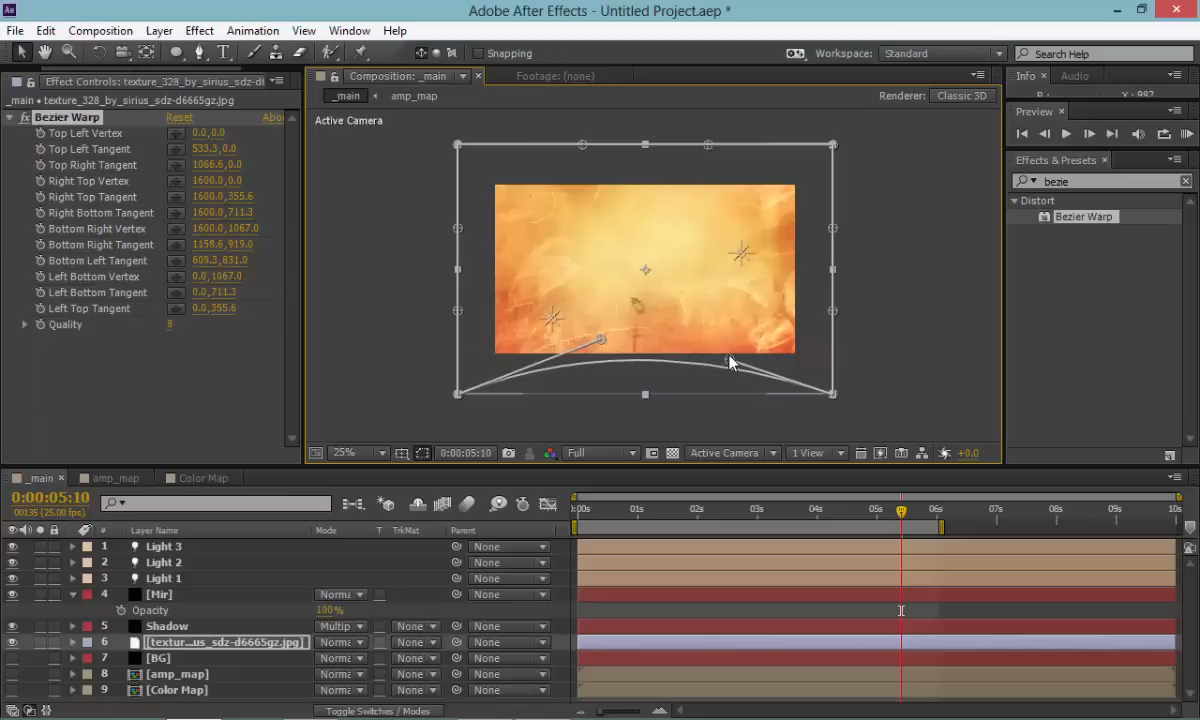 Ae
Adobe After Effects - Untitled Project.aep *
File Edit Composition Layer Effect Animation View Window Help
Snapping
Workspace: Standard
Search Help
Effect Controls: texture_328_by_sirius_sdz-d6
_main • texture_328_by_sirius_sdz-d6665gz.jpg
fx Bezier Warp Reset Abou
Top Left Vertex 0.0,0.0
Top Left Tangent 533.3,0.0
Top Right Tangent 1066.6,0.0
Right Top Vertex 1600.0,0.0
Right Top Tangent 1600.0,355.6
Right Bottom Tangent 1600.0,711.3
Bottom Right Vertex 1600.0,1067.0
Bottom Right Tangent 1158.6,919.0
Bottom Left Tangent 609.3,831.0
Left Bottom Vertex 0.0,1067.0
Left Bottom Tangent 0.0,711.3
Left Top Tangent 0.0,355.6
Quality 8
Composition: _main
Footage: (none)
_main amp_map
Renderer: Classic 3D
Active Camera
25% 0:00:05:10 Full Active Camera 1 View +0.0
Info Audio
Preview
Effects & Presets
bezie
Distort
Bezier Warp
_main amp_map Color Map
0:00:05:10
00135 (25.00 fps)
:00s 01s 02s 03s 04s 05s 06s 07s 08s 09s 10s
# Layer Name Mode T TrkMat Parent
1 Light 3 None
2 Light 2 None
3 Light 1 None
4 [Mir] Norma None
Opacity 100%
5 Shadow Multip None None
6 [textur...us_sdz-d6665gz.jpg] Norma None None
7 [BG] Norma None None
8 [amp_map] Norma None None
9 [Color Map] Norma None None
Toggle Switches / Modes